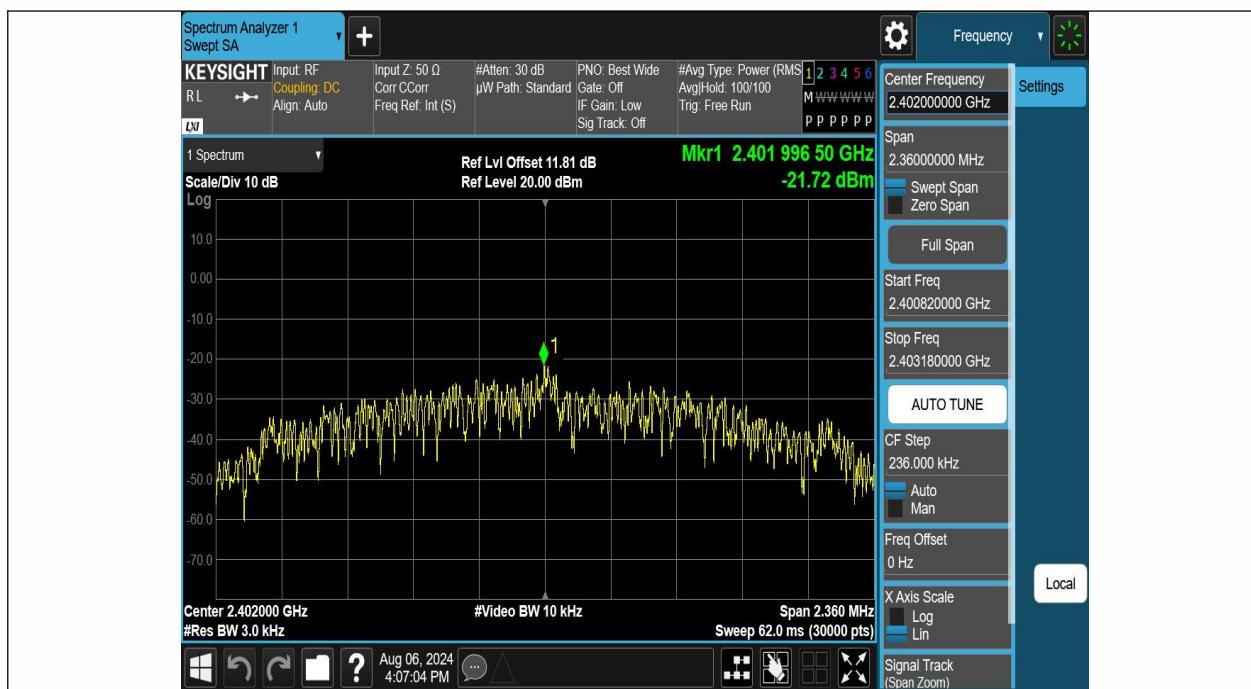 Spectrum Analyzer 1
Swept SA
+
Frequency
KEYSIGHT
RL
LXI
Input: RF
Coupling: DC
Align: Auto
Input Z: 50 Ω
Corr CCorr
Freq Ref: Int (S)
#Atten: 30 dB
µW Path: Standard
PNO: Best Wide
Gate: Off
IF Gain: Low
Sig Track: Off
#Avg Type: Power (RMS
Avg|Hold: 100/100
Trig: Free Run
1 2 3 4 5 6
M W W W W W
P P P P P P
1 Spectrum
Scale/Div 10 dB
Log
Ref Lvl Offset 11.81 dB
Ref Level 20.00 dBm
Mkr1 2.401 996 50 GHz
-21.72 dBm
10.0
0.00
-10.0
-20.0
-30.0
-40.0
-50.0
-60.0
-70.0
1
Center 2.402000 GHz
#Res BW 3.0 kHz
#Video BW 10 kHz
Span 2.360 MHz
Sweep 62.0 ms (30000 pts)
Center Frequency
2.402000000 GHz
Settings
Span
2.36000000 MHz
Swept Span
Zero Span
Full Span
Start Freq
2.400820000 GHz
Stop Freq
2.403180000 GHz
AUTO TUNE
CF Step
236.000 kHz
Auto
Man
Freq Offset
0 Hz
X Axis Scale
Log
Lin
Local
Signal Track
(Span Zoom)
?
Aug 06, 2024
4:07:04 PM